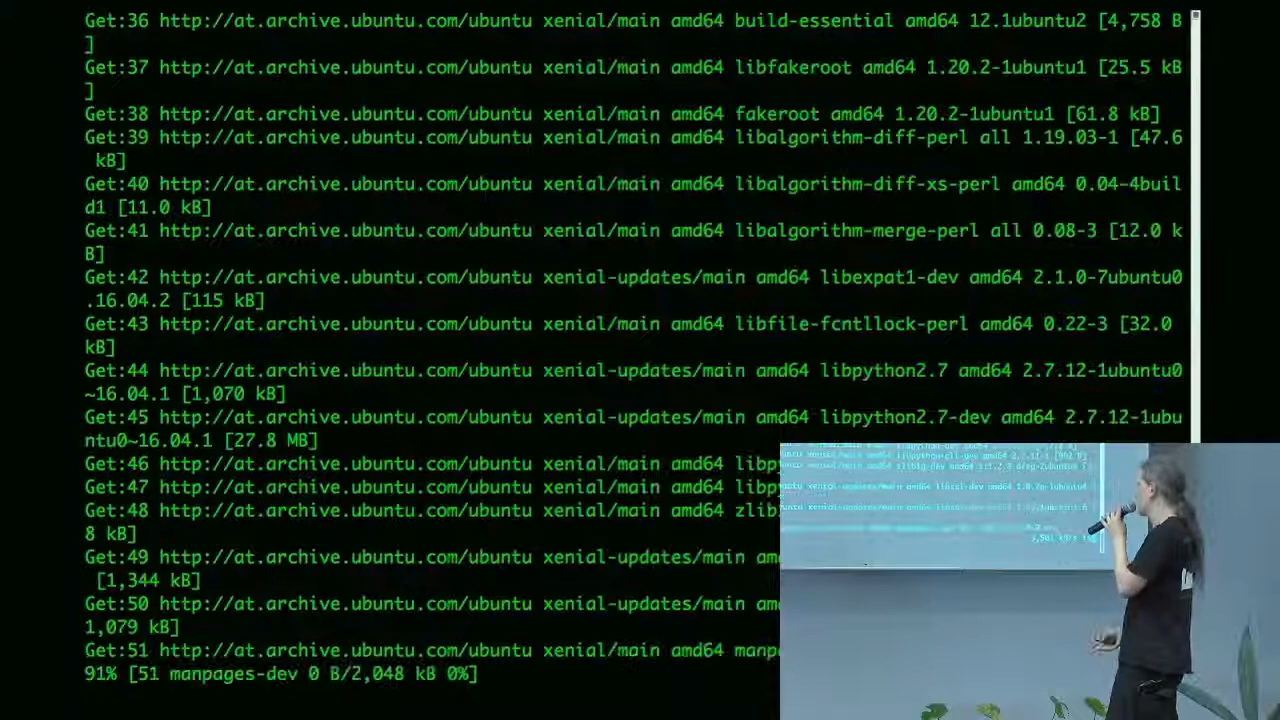 Get:36 http://at.archive.ubuntu.com/ubuntu xenial/main amd64 build-essential amd64 12.1ubuntu2 [4,758 B
]
Get:37 http://at.archive.ubuntu.com/ubuntu xenial/main amd64 libfakeroot amd64 1.20.2-1ubuntu1 [25.5 kB
]
Get:38 http://at.archive.ubuntu.com/ubuntu xenial/main amd64 fakeroot amd64 1.20.2-1ubuntu1 [61.8 kB]
Get:39 http://at.archive.ubuntu.com/ubuntu xenial/main amd64 libalgorithm-diff-perl all 1.19.03-1 [47.6
kB]
Get:40 http://at.archive.ubuntu.com/ubuntu xenial/main amd64 libalgorithm-diff-xs-perl amd64 0.04-4buil
d1 [11.0 kB]
Get:41 http://at.archive.ubuntu.com/ubuntu xenial/main amd64 libalgorithm-merge-perl all 0.08-3 [12.0 k
B]
Get:42 http://at.archive.ubuntu.com/ubuntu xenial-updates/main amd64 libexpat1-dev amd64 2.1.0-7ubuntu0
.16.04.2 [115 kB]
Get:43 http://at.archive.ubuntu.com/ubuntu xenial/main amd64 libfile-fcntllock-perl amd64 0.22-3 [32.0
kB]
Get:44 http://at.archive.ubuntu.com/ubuntu xenial-updates/main amd64 libpython2.7 amd64 2.7.12-1ubuntu0
~16.04.1 [1,070 kB]
Get:45 http://at.archive.ubuntu.com/ubuntu xenial-updates/main amd64 libpython2.7-dev amd64 2.7.12-1ubu
ntu0~16.04.1 [27.8 MB]
Get:46 http://at.archive.ubuntu.com/ubuntu xenial/main amd64 libp
Get:47 http://at.archive.ubuntu.com/ubuntu xenial/main amd64 libp
Get:48 http://at.archive.ubuntu.com/ubuntu xenial/main amd64 zlib
8 kB]
Get:49 http://at.archive.ubuntu.com/ubuntu xenial-updates/main am
[1,344 kB]
Get:50 http://at.archive.ubuntu.com/ubuntu xenial-updates/main am
1,079 kB]
Get:51 http://at.archive.ubuntu.com/ubuntu xenial/main amd64 manp
91% [51 manpages-dev 0 B/2,048 kB 0%]